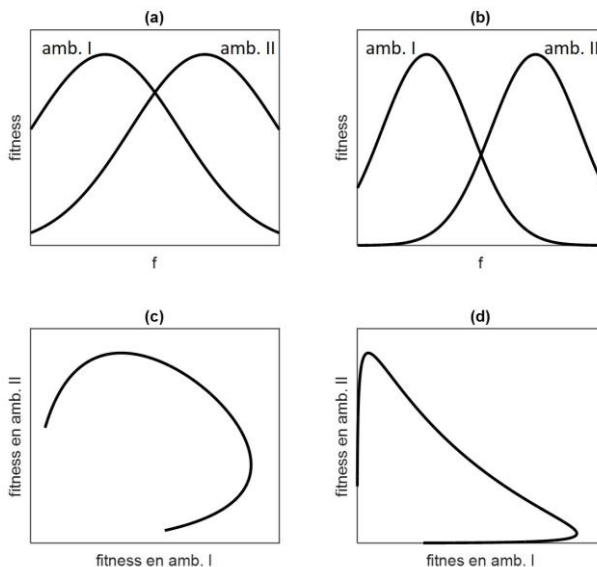 (a)
amb. I
amb. II
fitness
f
(b)
amb. I
amb. II
fitness
f
(c)
fitness en amb. II
fitness en amb. I
(d)
fitness en amb. II
fitnes en amb. I